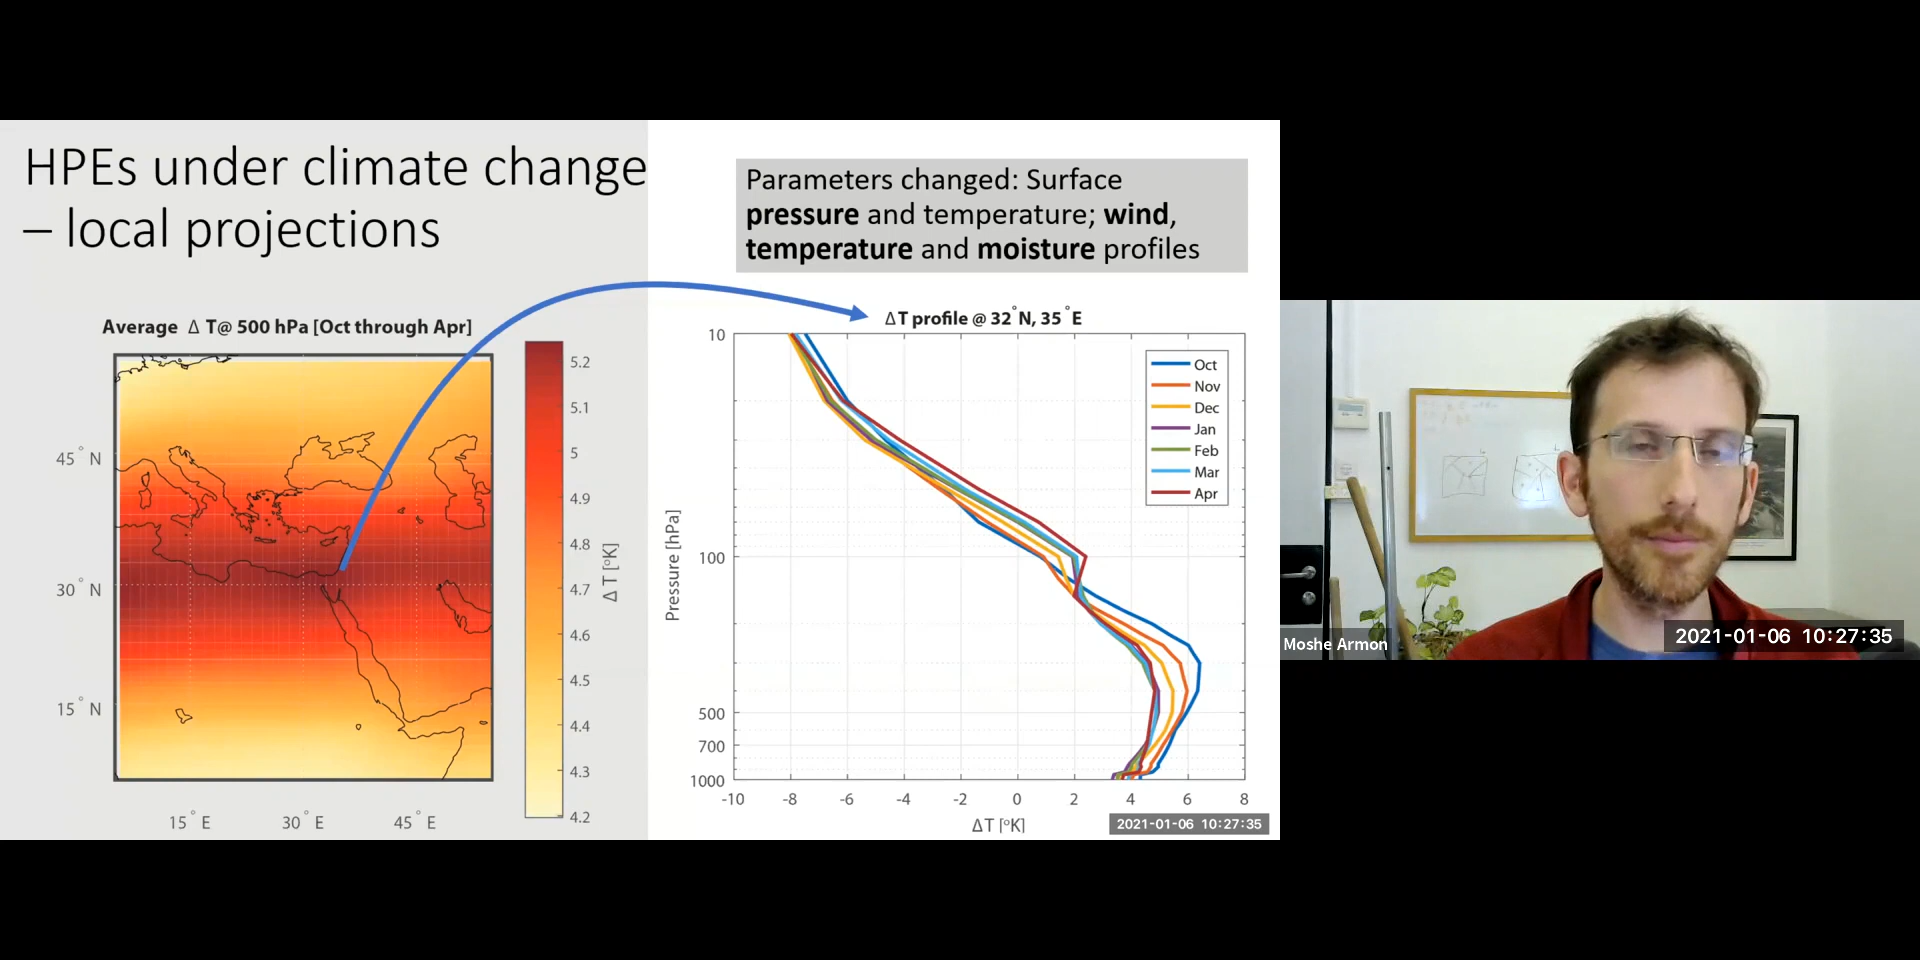 HPEs under climate change
– local projections
Parameters changed: Surface
pressure and temperature; wind,
temperature and moisture profiles
Average Δ T@ 500 hPa [Oct through Apr]
45° N
30° N
15° N
15° E
30° E
45° E
5.2
5.1
5
4.9
4.8
4.7
4.6
4.5
4.4
4.3
4.2
Δ T [°K]
ΔT profile @ 32°N, 35°E
10
100
500
700
1000
Pressure [hPa]
Oct
Nov
Dec
Jan
Feb
Mar
Apr
-10
-8
-6
-4
-2
0
2
4
6
8
ΔT [°K]
2021-01-06 10:27:35
Moshe Armon
2021-01-06 10:27:35